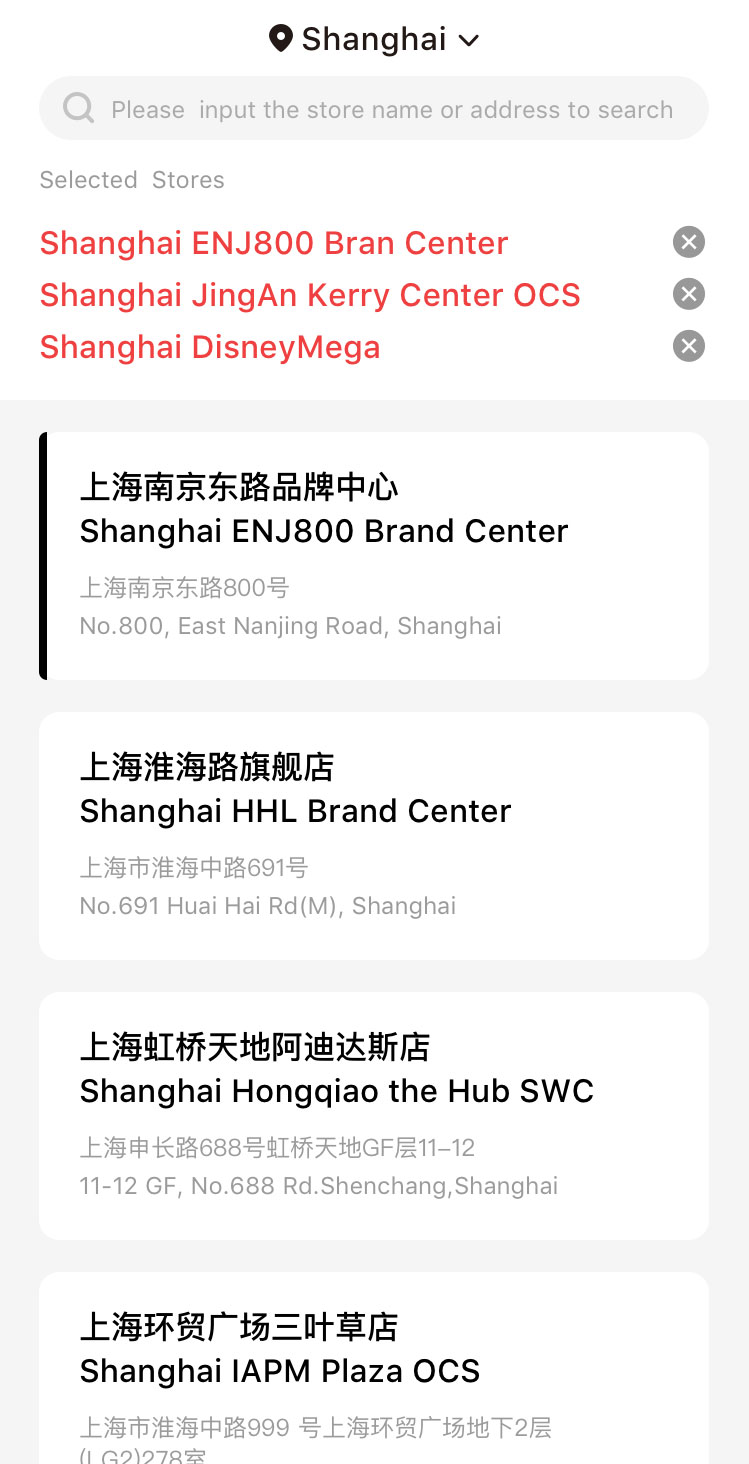 Shanghai
Please input the store name or address to search
Selected Stores
Shanghai ENJ800 Bran Center
Shanghai JingAn Kerry Center OCS
Shanghai DisneyMega
上海南京东路品牌中心
Shanghai ENJ800 Brand Center
上海南京东路800号
No.800, East Nanjing Road, Shanghai
上海淮海路旗舰店
Shanghai HHL Brand Center
上海市淮海中路691号
No.691 Huai Hai Rd(M), Shanghai
上海虹桥天地阿迪达斯店
Shanghai Hongqiao the Hub SWC
上海申长路688号虹桥天地GF层11–12
11-12 GF, No.688 Rd.Shenchang,Shanghai
上海环贸广场三叶草店
Shanghai IAPM Plaza OCS
上海市淮海中路999 号上海环贸广场地下2层
(LG2)278室